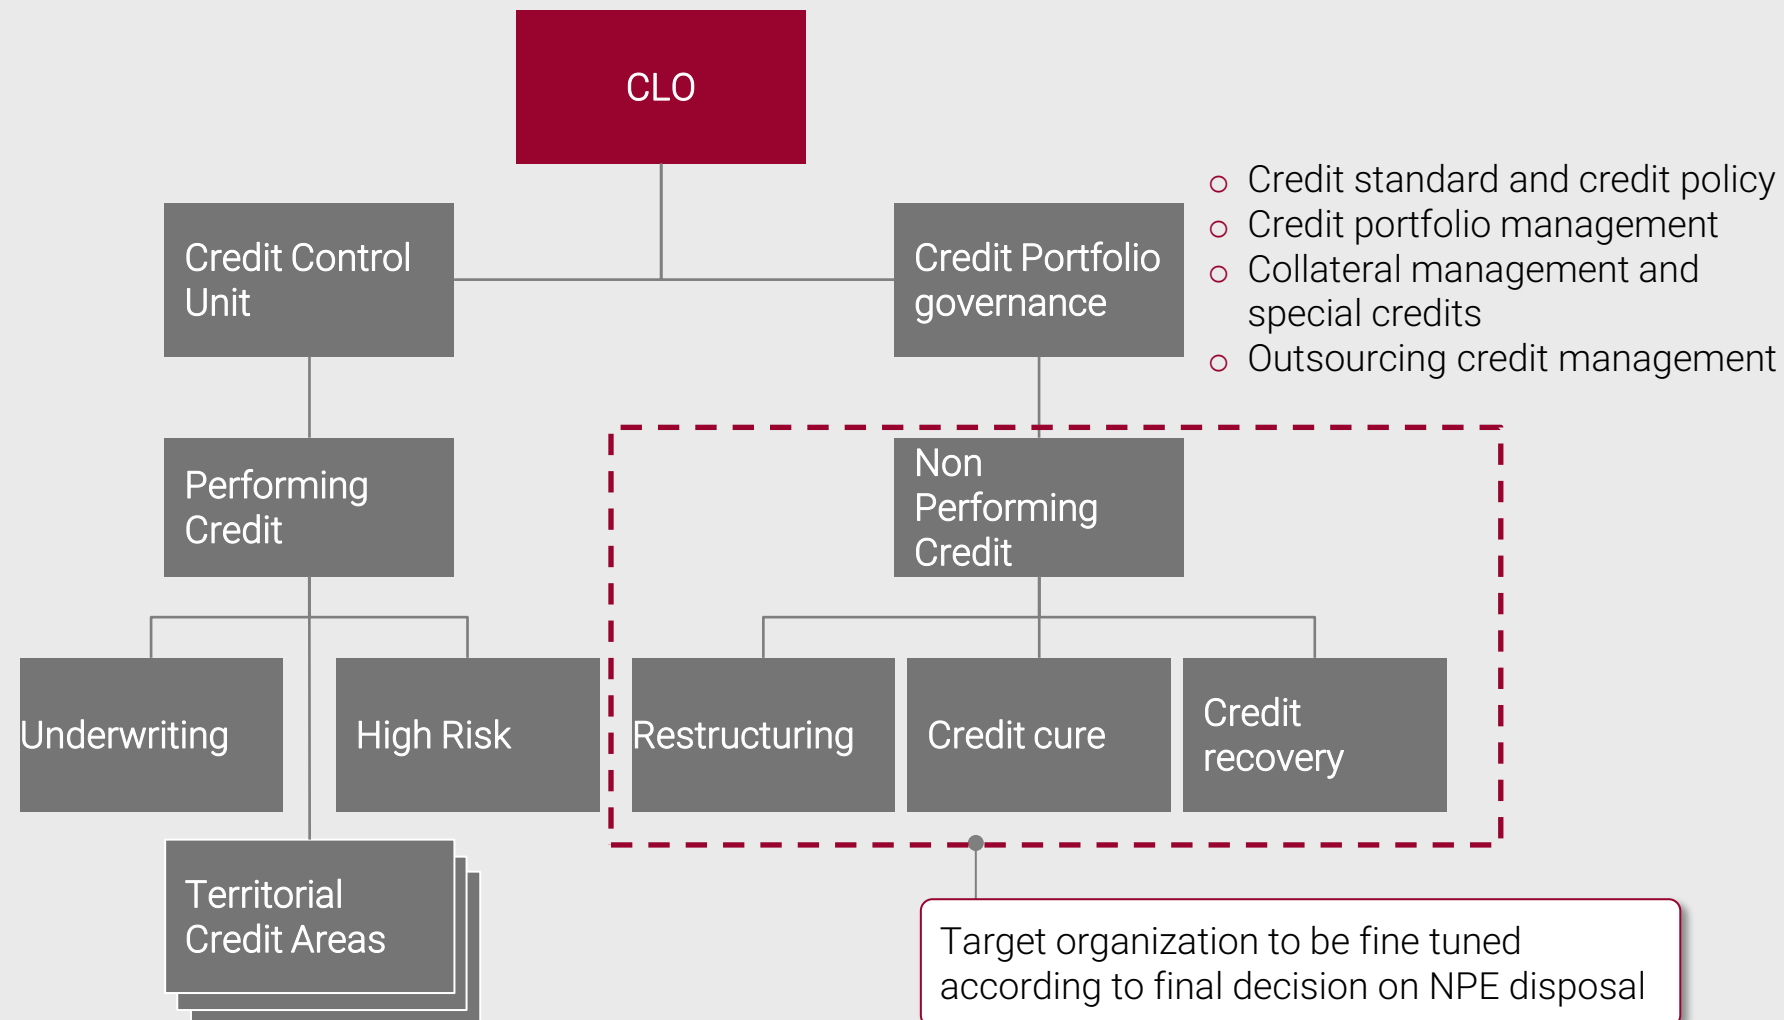 CLO
Credit Control
Unit
Credit Portfolio
governance
Credit standard and credit policy
Credit portfolio management
Collateral management and
special credits
Outsourcing credit management
Performing
Credit
Non
Performing
Credit
Underwriting
High Risk
Restructuring
Credit cure
Credit
recovery
Territorial
Credit Areas
Target organization to be fine tuned
according to final decision on NPE disposal